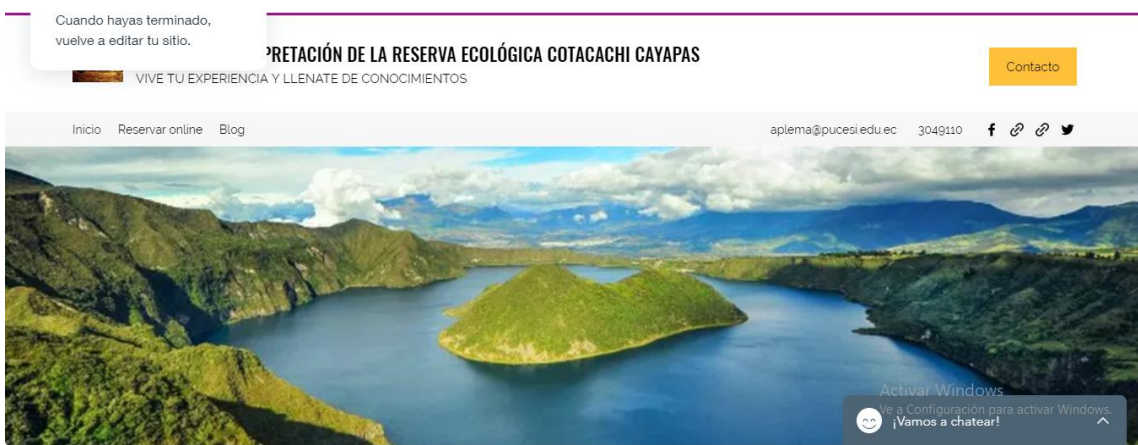 Cuando hayas terminado,
vuelve a editar tu sitio.
PRETACIÓN DE LA RESERVA ECOLÓGICA COTACACHI CAYAPAS
VIVE TU EXPERIENCIA Y LLENATE DE CONOCIMIENTOS
Contacto
Inicio Reservar online Blog aplema@pucesi.edu.ec 3049110
Activar Windows
Ve a Configuración para activar Windows.
¡Vamos a chatear!